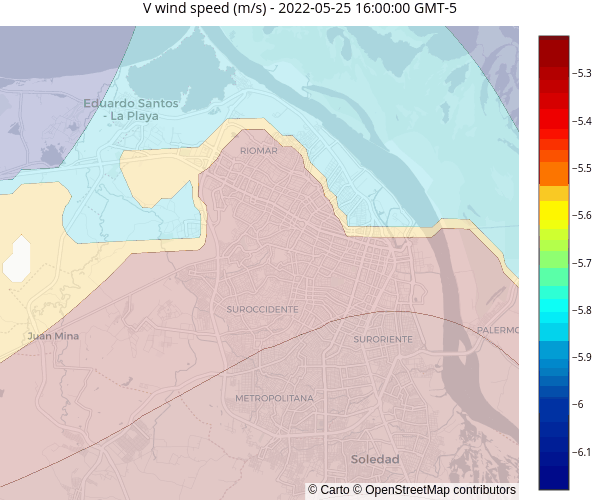 V wind speed (m/s) - 2022-05-25 16:00:00 GMT-5
Eduardo Santos
- La Playa
RIOMAR
SUROCCIDENTE
Juan Mina
SURORIENTE
PALERMO
METROPOLITANA
Soledad
© Carto © OpenStreetMap contributors
−5.3
−5.4
−5.5
−5.6
−5.7
−5.8
−5.9
−6
−6.1